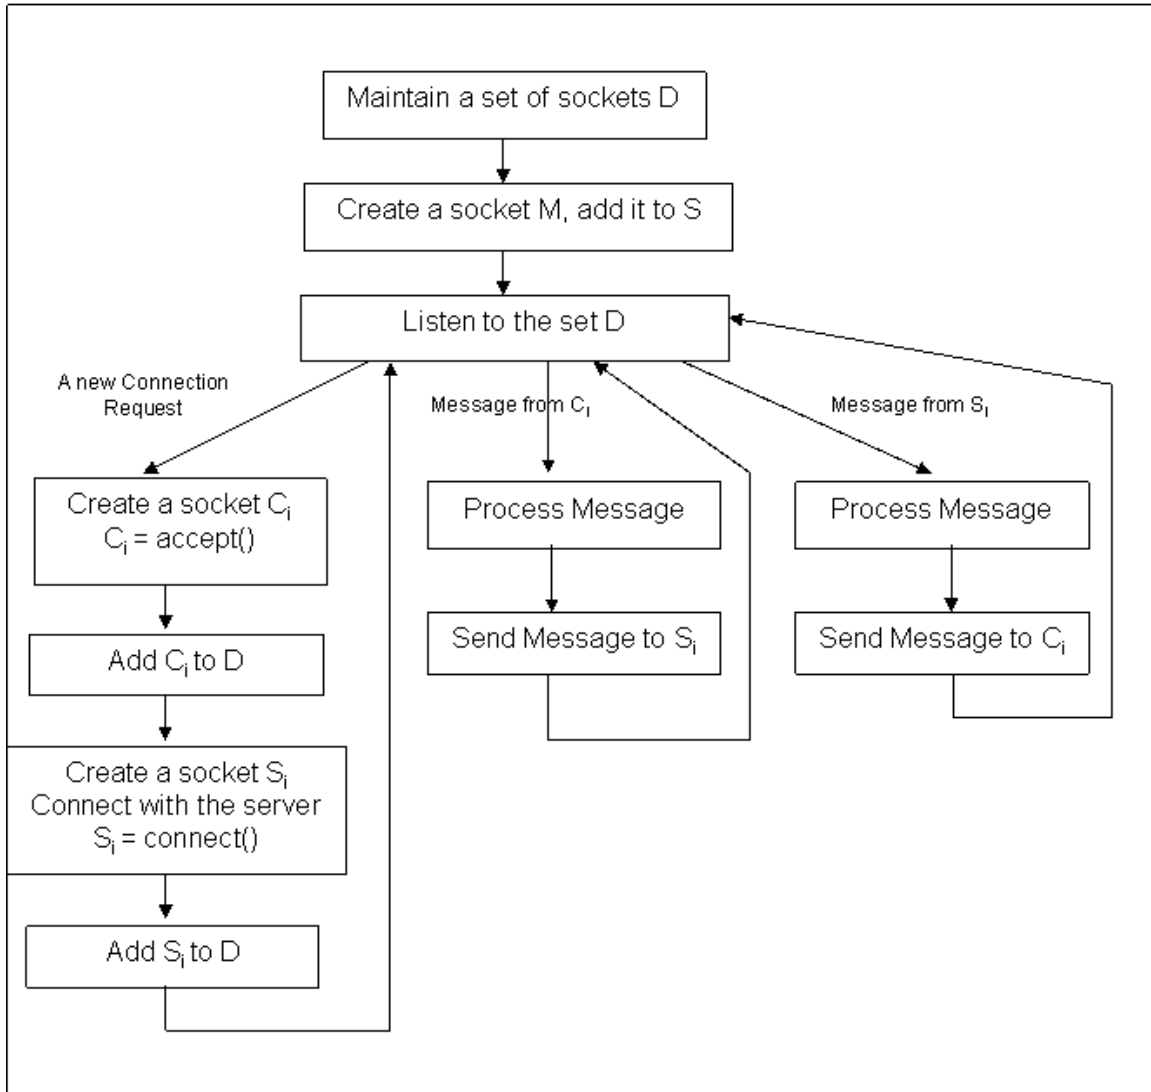 Maintain a set of sockets D
Create a socket M, add it to S
Listen to the set D
A new Connection
Request
Message from Cᵢ
Message from Sᵢ
Create a socket Cᵢ
Cᵢ = accept()
Process Message
Process Message
Add Cᵢ to D
Send Message to Sᵢ
Send Message to Cᵢ
Create a socket Sᵢ
Connect with the server
Sᵢ = connect()
Add Sᵢ to D